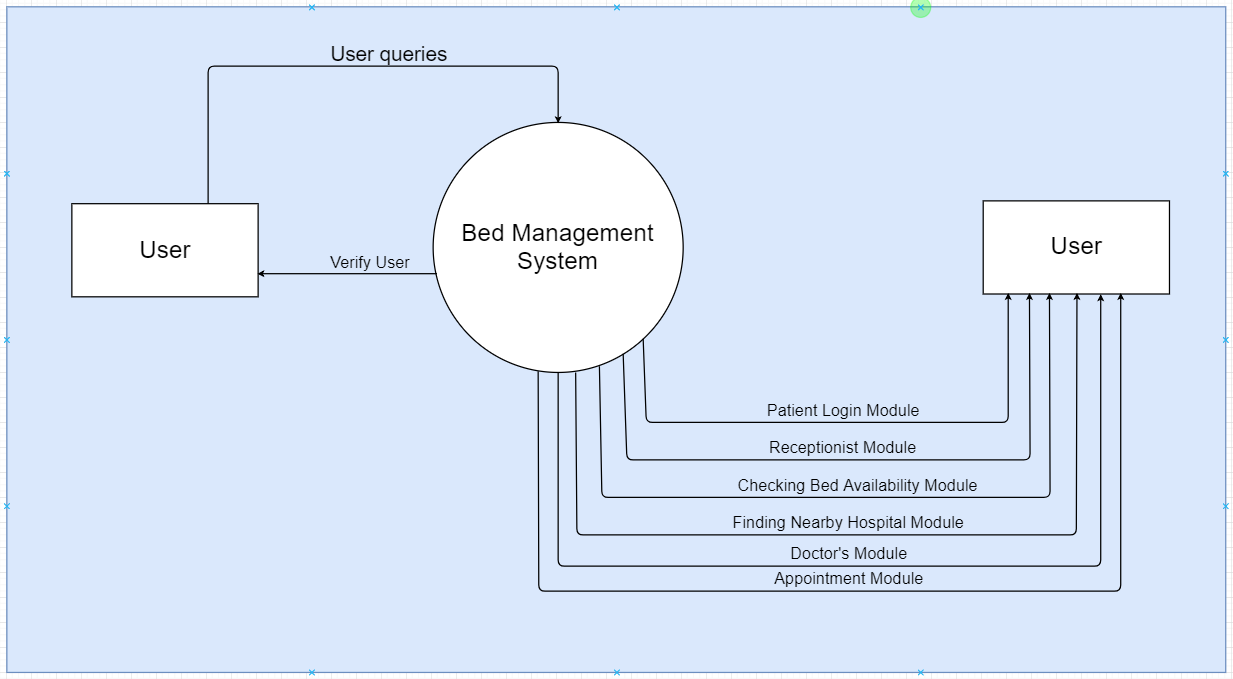 User queries
User
Verify User
Bed Management
System
User
Patient Login Module
Receptionist Module
Checking Bed Availability Module
Finding Nearby Hospital Module
Doctor's Module
Appointment Module